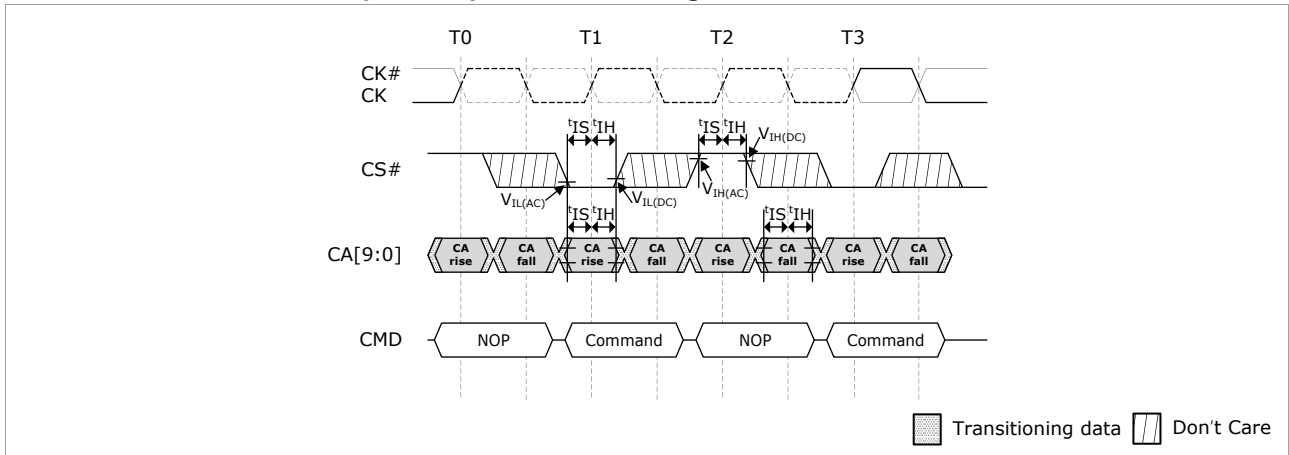 T0 T1 T2 T3
CK#
CK
tIS tIH tIS tIH
VIH(DC)
CS#
VIL(AC) VIL(DC) VIH(AC)
tIS tIH tIS tIH
CA[9:0] CA rise CA fall CA rise CA fall CA rise CA fall CA rise CA fall
CMD NOP Command NOP Command
Transitioning data Don't Care